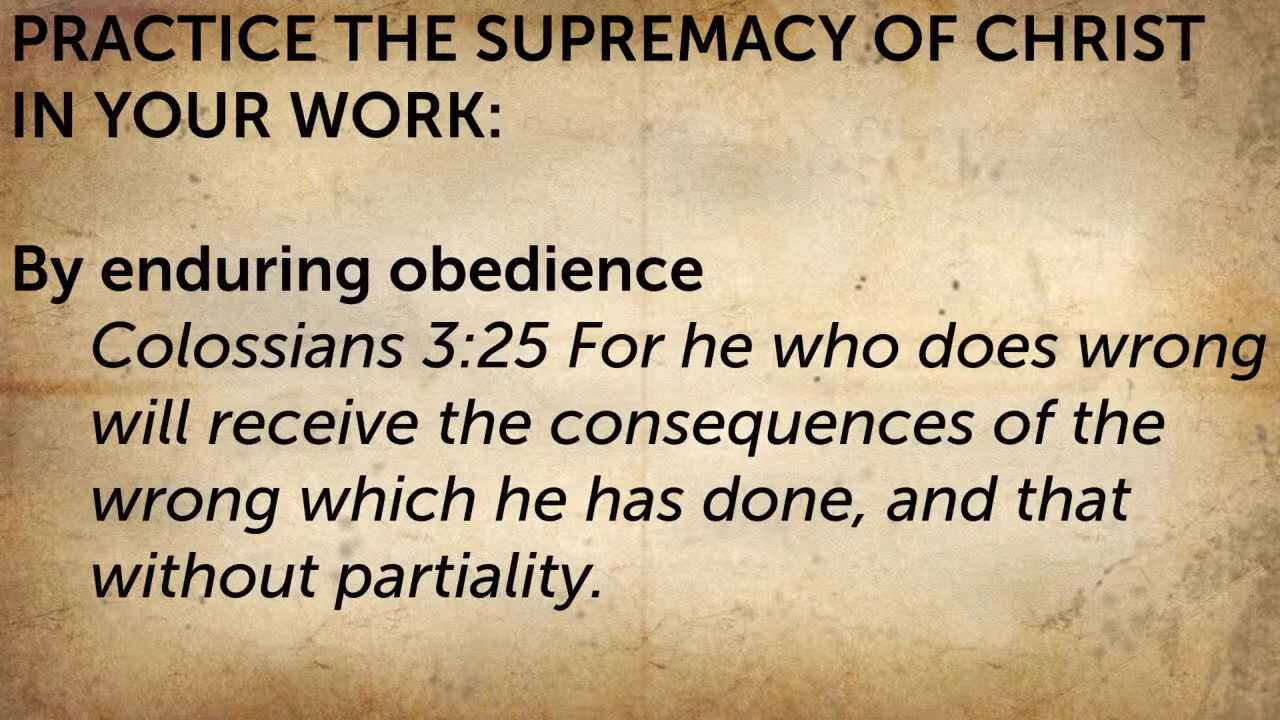 PRACTICE THE SUPREMACY OF CHRIST
IN YOUR WORK:
By enduring obedience
Colossians 3:25 For he who does wrong
will receive the consequences of the
wrong which he has done, and that
without partiality.